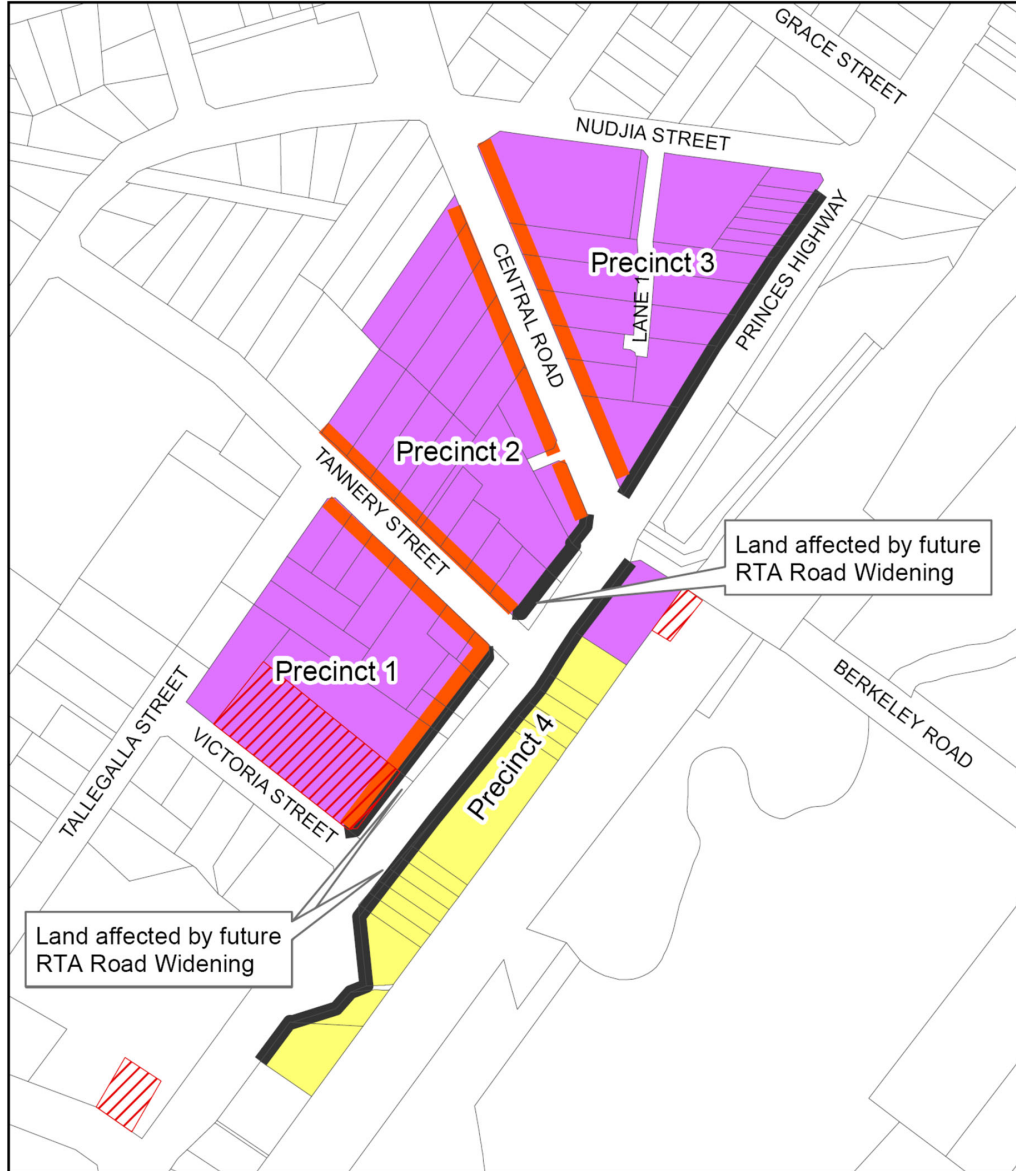 GRACE STREET
NUDJIA STREET
PRINCES HIGHWAY
Precinct 3
LANE 1
CENTRAL ROAD
Precinct 2
TANNERY STREET
Land affected by future
RTA Road Widening
Precinct 1
BERKELEY ROAD
TALLEGALLA STREET
VICTORIA STREET
Precinct 4
Land affected by future
RTA Road Widening